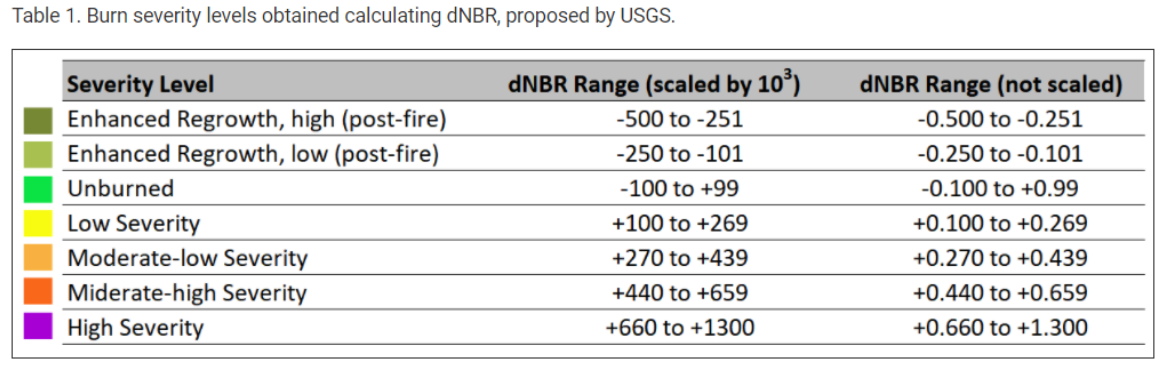 Table 1. Burn severity levels obtained calculating dNBR, proposed by USGS.
Severity Level dNBR Range (scaled by 10³) dNBR Range (not scaled)
Enhanced Regrowth, high (post-fire) -500 to -251 -0.500 to -0.251
Enhanced Regrowth, low (post-fire) -250 to -101 -0.250 to -0.101
Unburned -100 to +99 -0.100 to +0.99
Low Severity +100 to +269 +0.100 to +0.269
Moderate-low Severity +270 to +439 +0.270 to +0.439
Miderate-high Severity +440 to +659 +0.440 to +0.659
High Severity +660 to +1300 +0.660 to +1.300